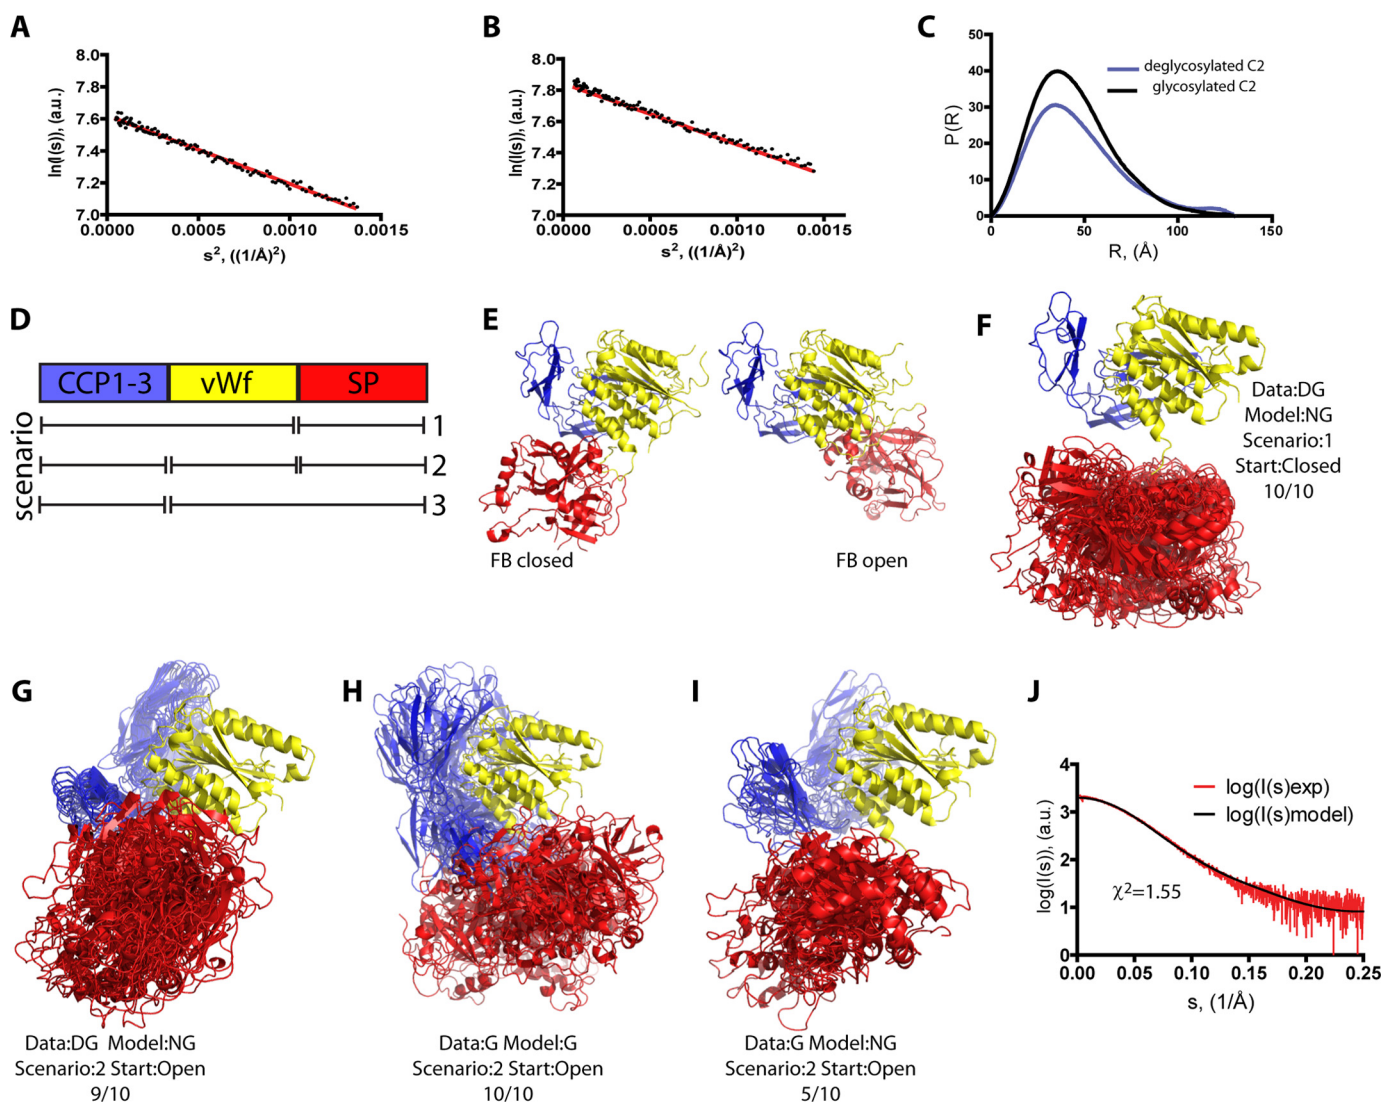 A
ln(I(s)), (a.u.)
8.0
7.8
7.6
7.4
7.2
7.0
0.0000
0.0005
0.0010
0.0015
s², ((1/Å)²)
B
ln(I(s)), (a.u.)
8.0
7.8
7.6
7.4
7.2
7.0
0.0000
0.0005
0.0010
0.0015
s², ((1/Å)²)
C
P(R)
50
40
30
20
10
0
0
50
100
150
R, (Å)
deglycosylated C2
glycosylated C2
D
CCP1-3
vWf
SP
scenario
1
2
3
E
FB closed
FB open
F
Data:DG
Model:NG
Scenario:1
Start:Closed
10/10
G
Data:DG Model:NG
Scenario:2 Start:Open
9/10
H
Data:G Model:G
Scenario:2 Start:Open
10/10
I
Data:G Model:NG
Scenario:2 Start:Open
5/10
J
log(I(s)), (a.u.)
4
3
2
1
0
0.00
0.05
0.10
0.15
0.20
0.25
s, (1/Å)
log(I(s)exp)
log(I(s)model)
χ²=1.55